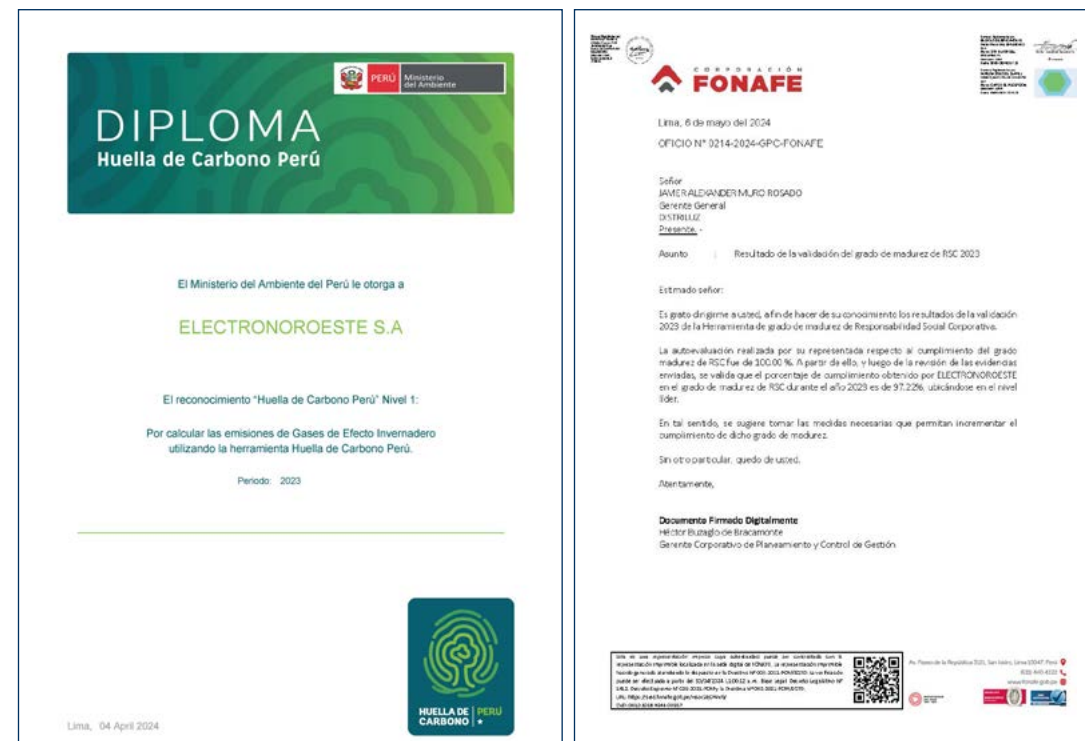 PERÚ
Ministerio
del Ambiente
DIPLOMA
Huella de Carbono Perú
El Ministerio del Ambiente del Perú le otorga a
ELECTRONOROESTE S.A
El reconocimiento "Huella de Carbono Perú" Nivel 1:
Por calcular las emisiones de Gases de Efecto Invernadero
utilizando la herramienta Huella de Carbono Perú.
Periodo: 2023
HUELLA DE CARBONO
PERÚ
Lima, 04 April 2024
CORPORACIÓN
FONAFE
Lima, 6 de mayo del 2024
OFICIO N° 0214-2024-GPC-FONAFE
Señor
JAVIER ALEXANDER MURO ROSADO
Gerente General
DISTRILUZ
Presente. -
Asunto : Resultado de la validación del grado de madurez de RSC 2023
Estimado señor:
Es grato dirigirme a usted, a fin de hacer de su conocimiento los resultados de la validación
2023 de la Herramienta de grado de madurez de Responsabilidad Social Corporativa.
La autoevaluación realizada por su representada respecto al cumplimiento del grado
madurez de RSC fue de 100.00 %. A partir de ello, y luego de la revisión de las evidencias
enviadas, se valida que el porcentaje de cumplimiento obtenido por ELECTRONOROESTE
en el grado de madurez de RSC durante el año 2023 es de 97.22%, ubicándose en el nivel
líder.
En tal sentido, se sugiere tomar las medidas necesarias que permitan incrementar el
cumplimiento de dicho grado de madurez.
Sin otro particular, quedo de usted.
Atentamente,
Documento Firmado Digitalmente
Héctor Buzaglo de Bracamonte
Gerente Corporativo de Planeamiento y Control de Gestión